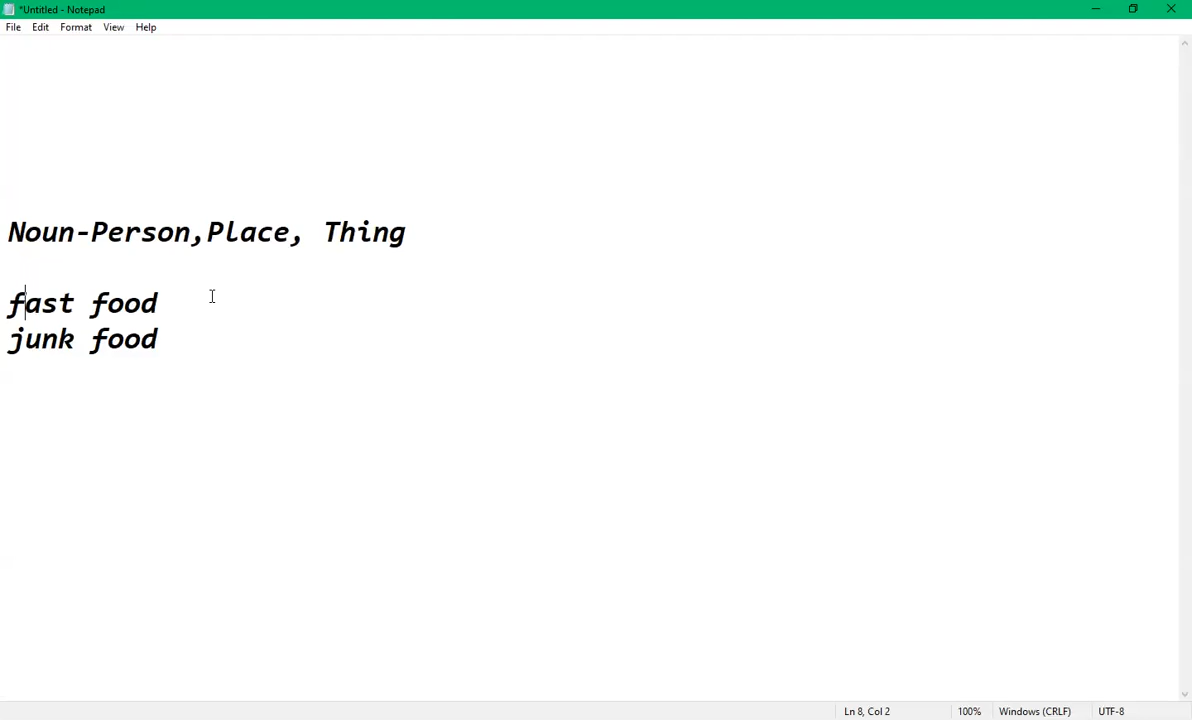 *Untitled - Notepad
File Edit Format View Help
Noun-Person,Place, Thing
fast food
junk food
Ln 8, Col 2 100% Windows (CRLF) UTF-8